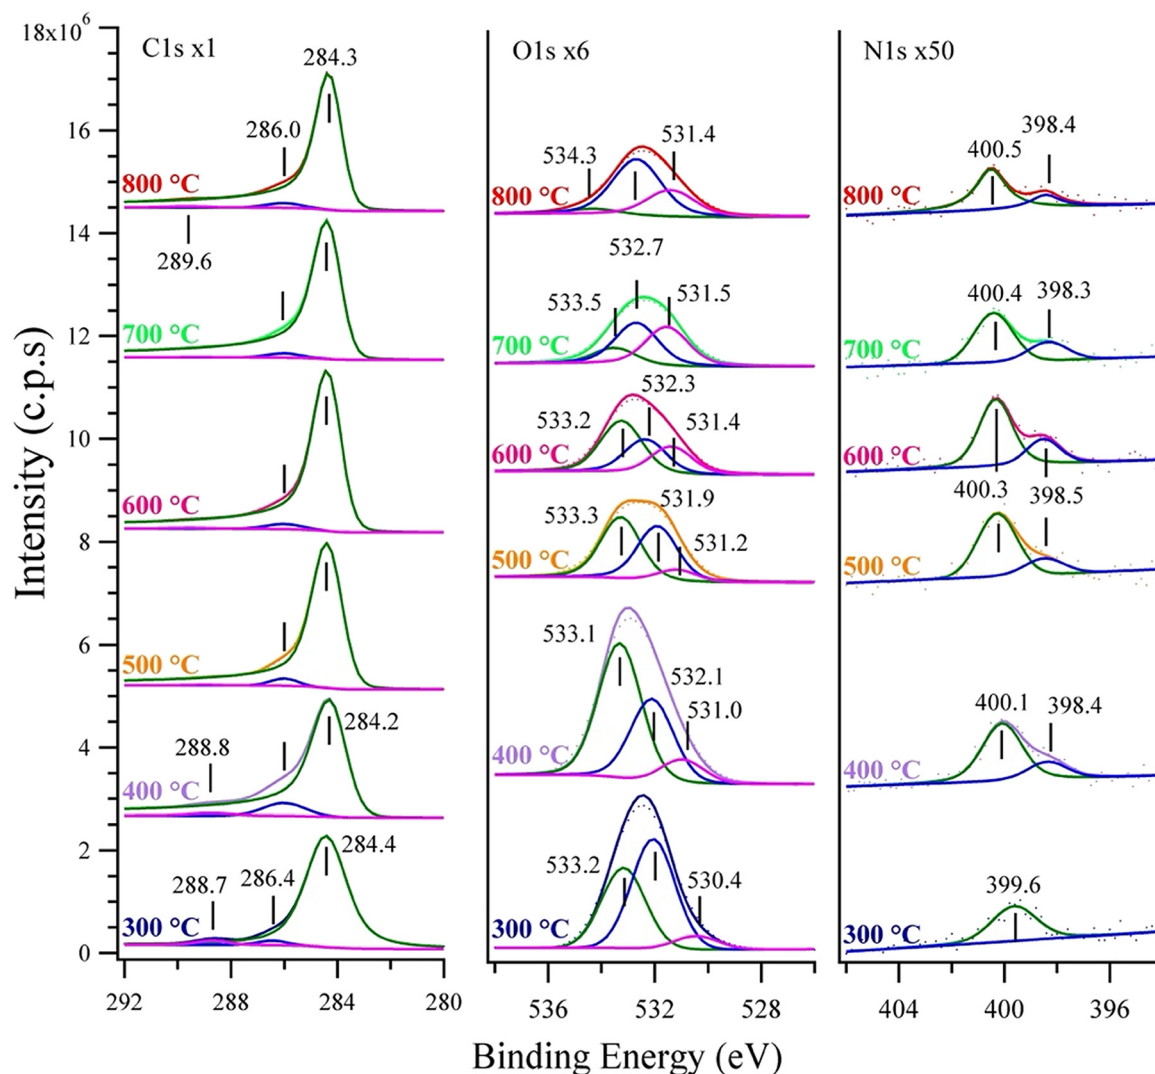 18x10⁶
16
14
12
10
8
6
4
2
0
Intensity (c.p.s)
C1s x1
284.3
286.0
800 °C
289.6
700 °C
600 °C
500 °C
284.2
288.8
400 °C
284.4
288.7
286.4
300 °C
292
288
284
280
O1s x6
534.3
531.4
800 °C
532.7
533.5
531.5
700 °C
532.3
533.2
531.4
600 °C
531.9
533.3
531.2
500 °C
533.1
532.1
531.0
400 °C
533.2
530.4
300 °C
536
532
528
N1s x50
398.4
400.5
800 °C
400.4
398.3
700 °C
600 °C
400.3
398.5
500 °C
400.1
398.4
400 °C
399.6
300 °C
404
400
396
Binding Energy (eV)